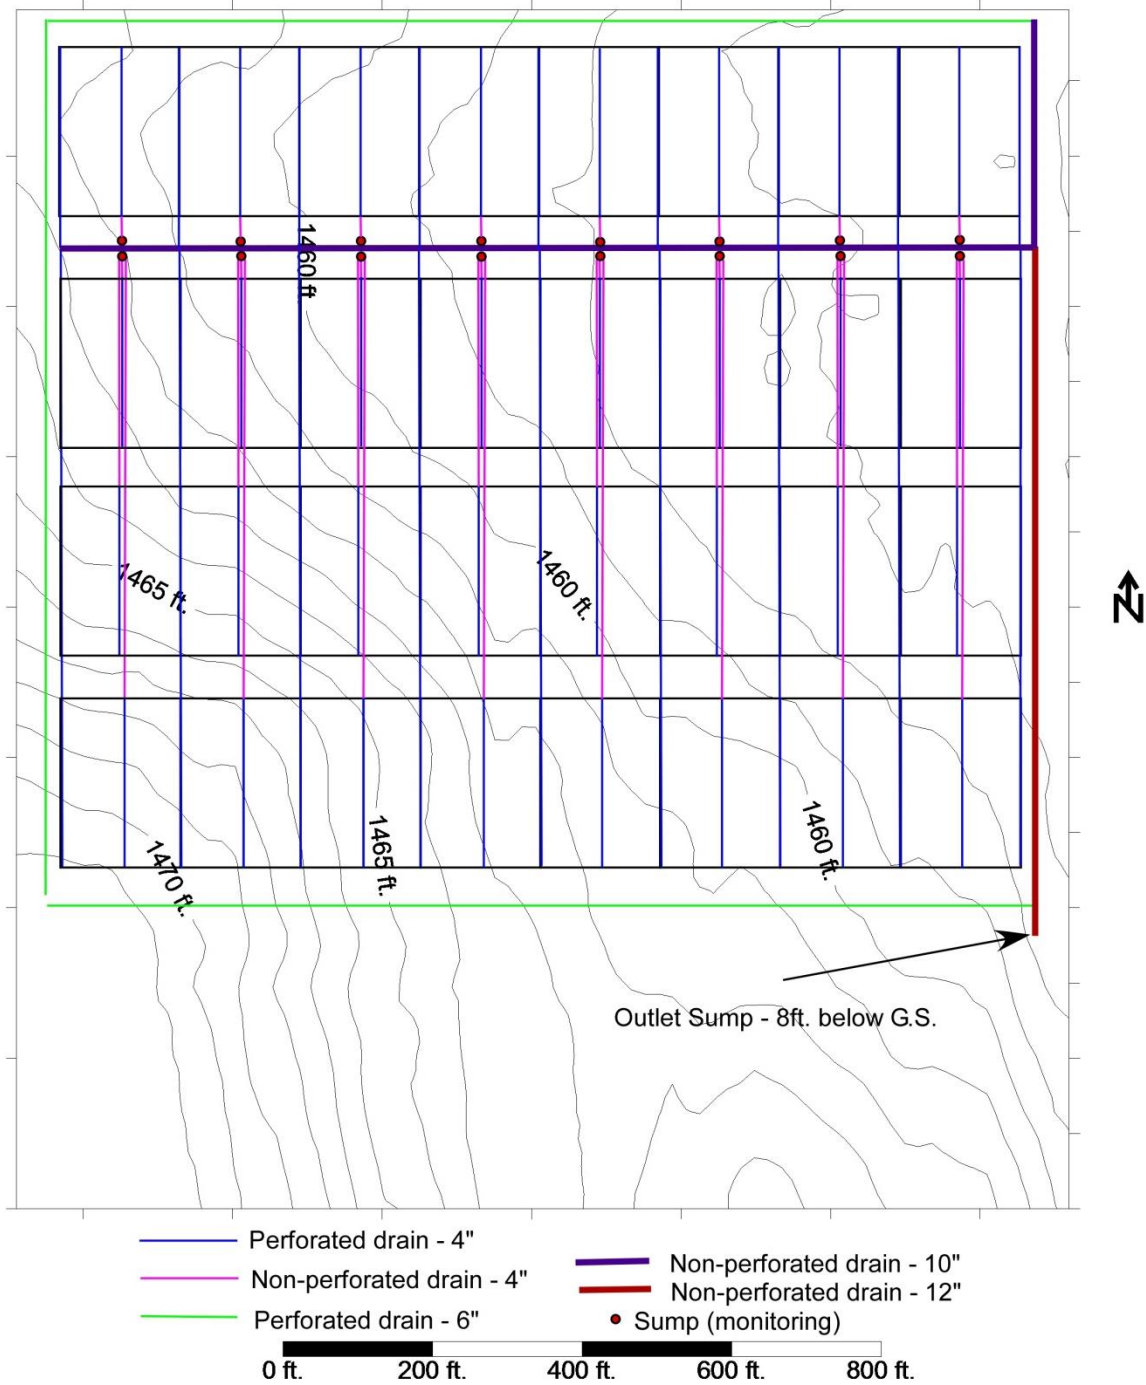 1460 ft
1465 ft.
1460 ft.
1470 ft.
1465 ft.
1460 ft.
N
Outlet Sump - 8ft. below G.S.
Perforated drain - 4"
Non-perforated drain - 4"
Perforated drain - 6"
Non-perforated drain - 10"
Non-perforated drain - 12"
Sump (monitoring)
0 ft. 200 ft. 400 ft. 600 ft. 800 ft.